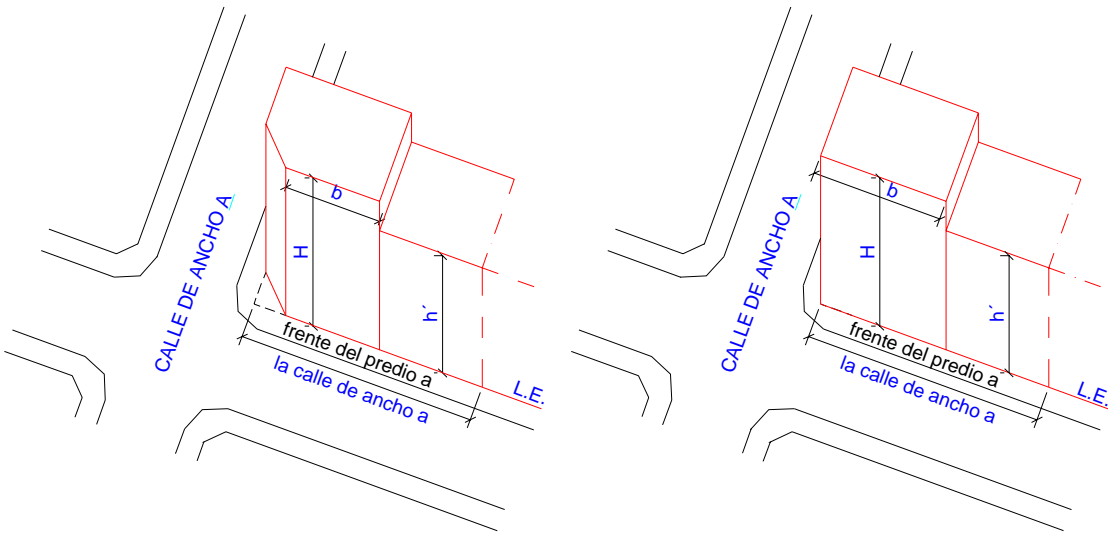 CALLE DE ANCHO A
b
H
h´
frente del predio a
la calle de ancho a
L.E.
CALLE DE ANCHO A
b
H
h´
frente del predio a
la calle de ancho a
L.E.